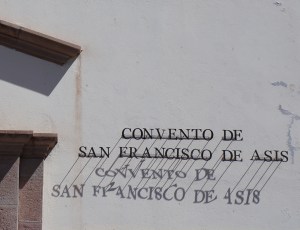 CONVENTO DE
SAN FRANCISCO DE ASIS